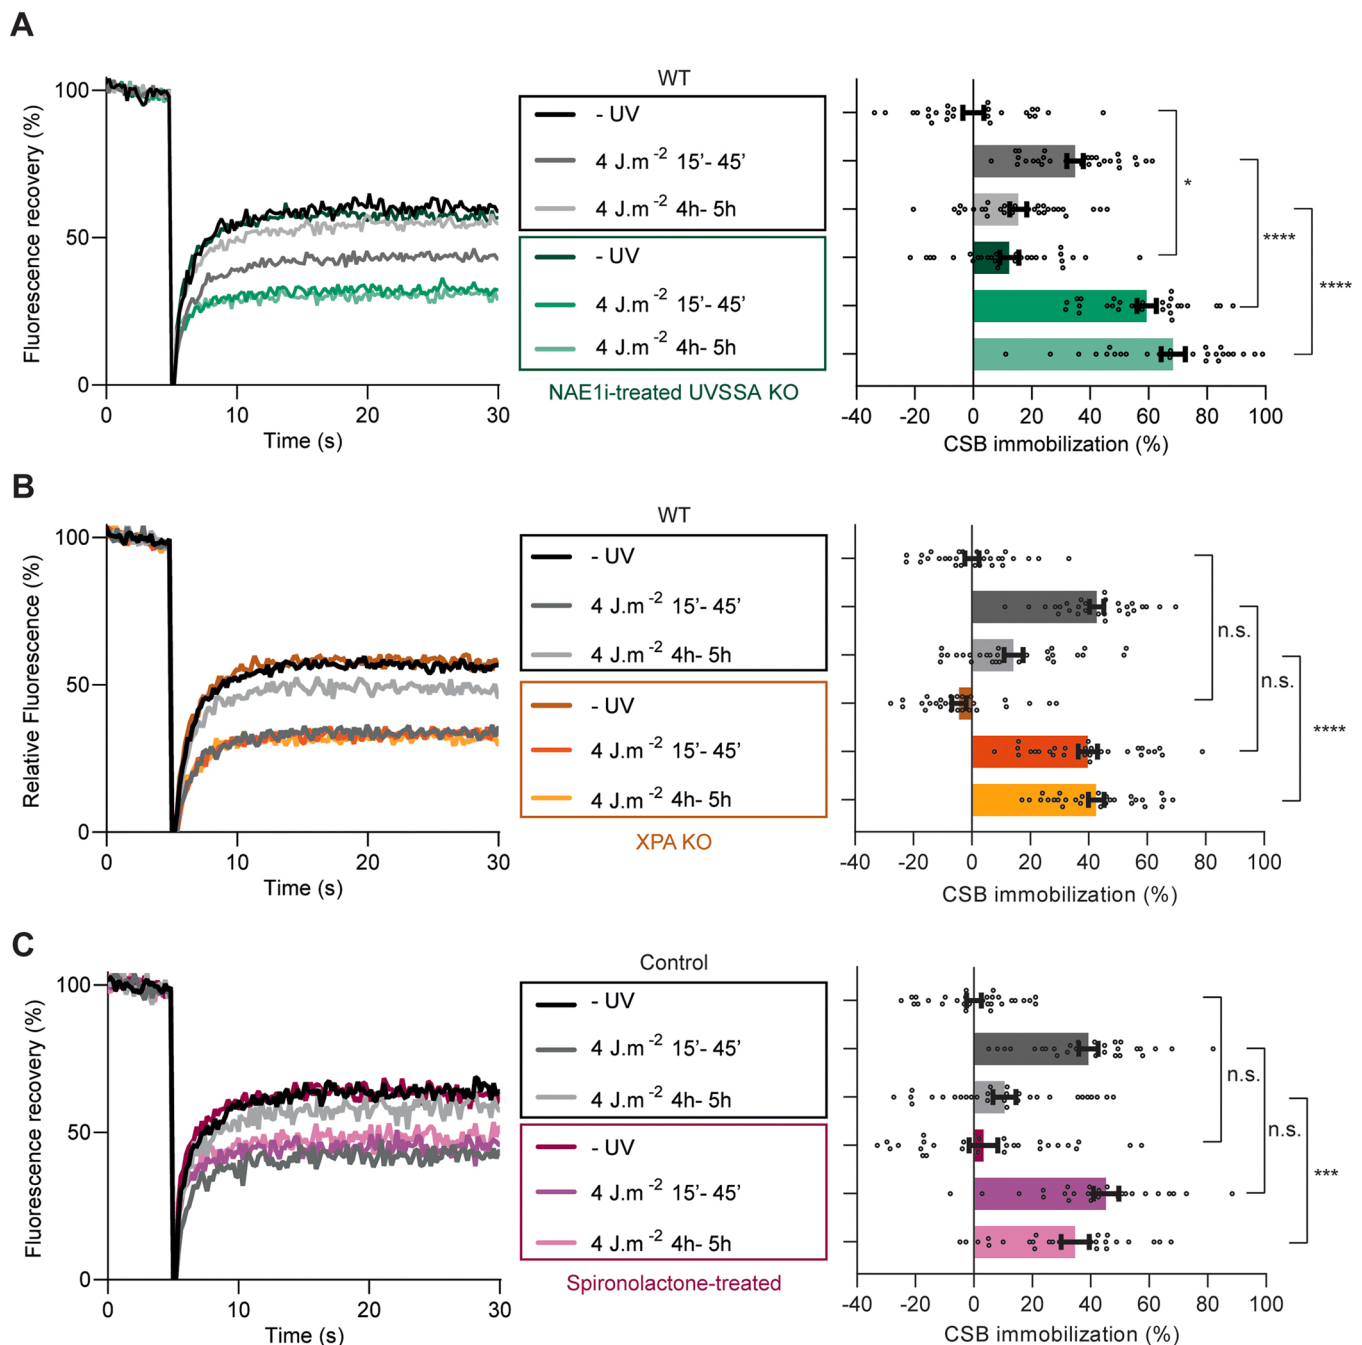 A
Fluorescence recovery (%)
100
50
0
0 10 20 30
Time (s)
WT
- UV
4 J.m⁻² 15’- 45’
4 J.m⁻² 4h- 5h
- UV
4 J.m⁻² 15’- 45’
4 J.m⁻² 4h- 5h
NAE1i-treated UVSSA KO
*
****
****
-40 -20 0 20 40 60 80 100
CSB immobilization (%)
B
Relative Fluorescence (%)
100
50
0
0 10 20 30
Time (s)
WT
- UV
4 J.m⁻² 15’- 45’
4 J.m⁻² 4h- 5h
- UV
4 J.m⁻² 15’- 45’
4 J.m⁻² 4h- 5h
XPA KO
n.s.
n.s.
****
-40 -20 0 20 40 60 80 100
CSB immobilization (%)
C
Fluorescence recovery (%)
100
50
0
0 10 20 30
Time (s)
Control
- UV
4 J.m⁻² 15’- 45’
4 J.m⁻² 4h- 5h
- UV
4 J.m⁻² 15’- 45’
4 J.m⁻² 4h- 5h
Spironolactone-treated
n.s.
n.s.
***
-40 -20 0 20 40 60 80 100
CSB immobilization (%)